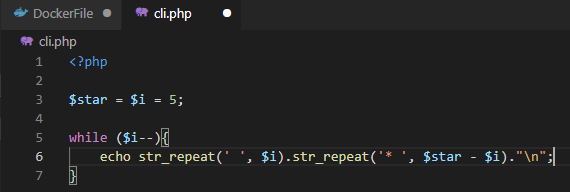 DockerFile cli.php
cli.php
1 <?php
2
3 $star = $i = 5;
4
5 while ($i--){
6 echo str_repeat(' ', $i).str_repeat('* ', $star - $i)."\n";
7 }